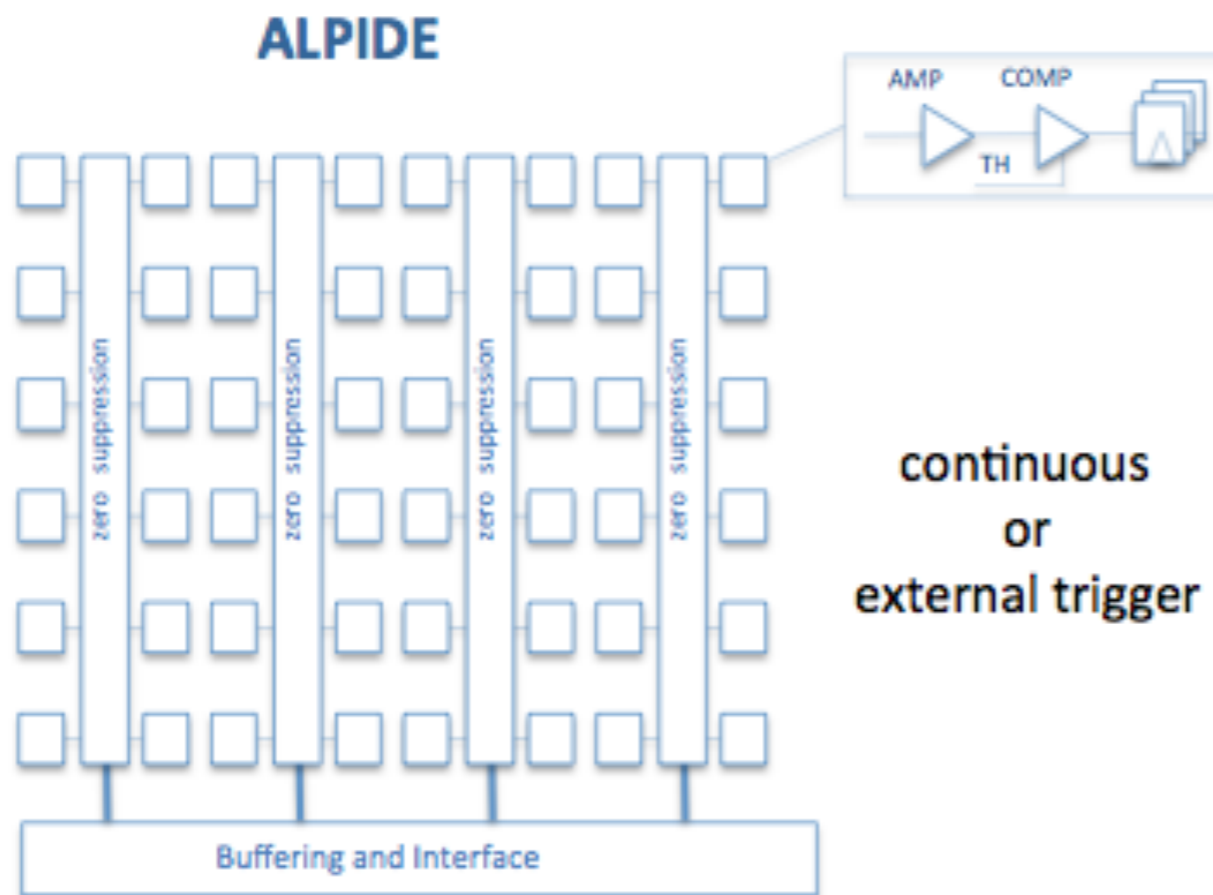 ALPIDE
AMP
COMP
TH
zero suppression
zero suppression
zero suppression
zero suppression
continuous
or
external trigger
Buffering and Interface